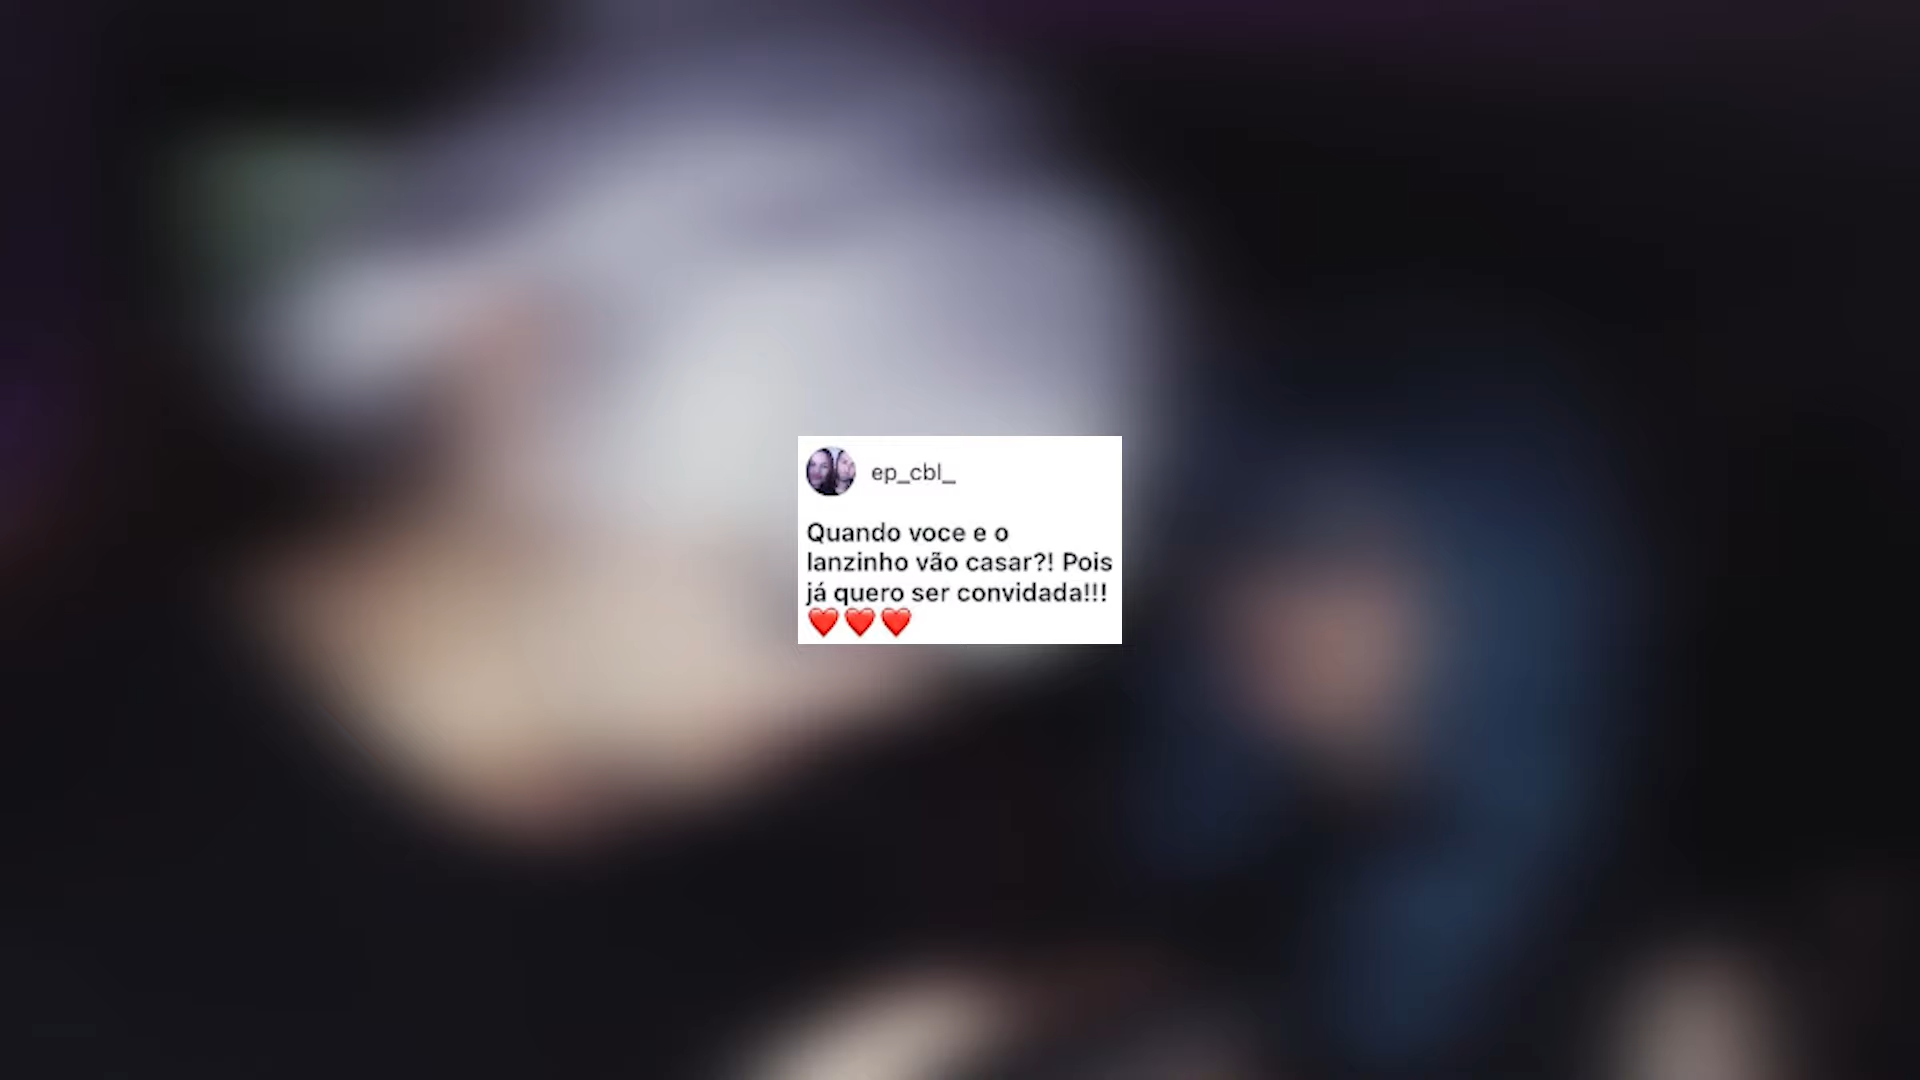 ep_cbl_
Quando voce e o
lanzinho vão casar?! Pois
já quero ser convidada!!!
❤️❤️❤️